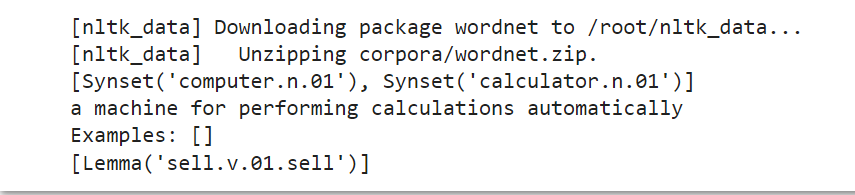 [nltk_data] Downloading package wordnet to /root/nltk_data...
[nltk_data]   Unzipping corpora/wordnet.zip.
[Synset('computer.n.01'), Synset('calculator.n.01')]
a machine for performing calculations automatically
Examples: []
[Lemma('sell.v.01.sell')]